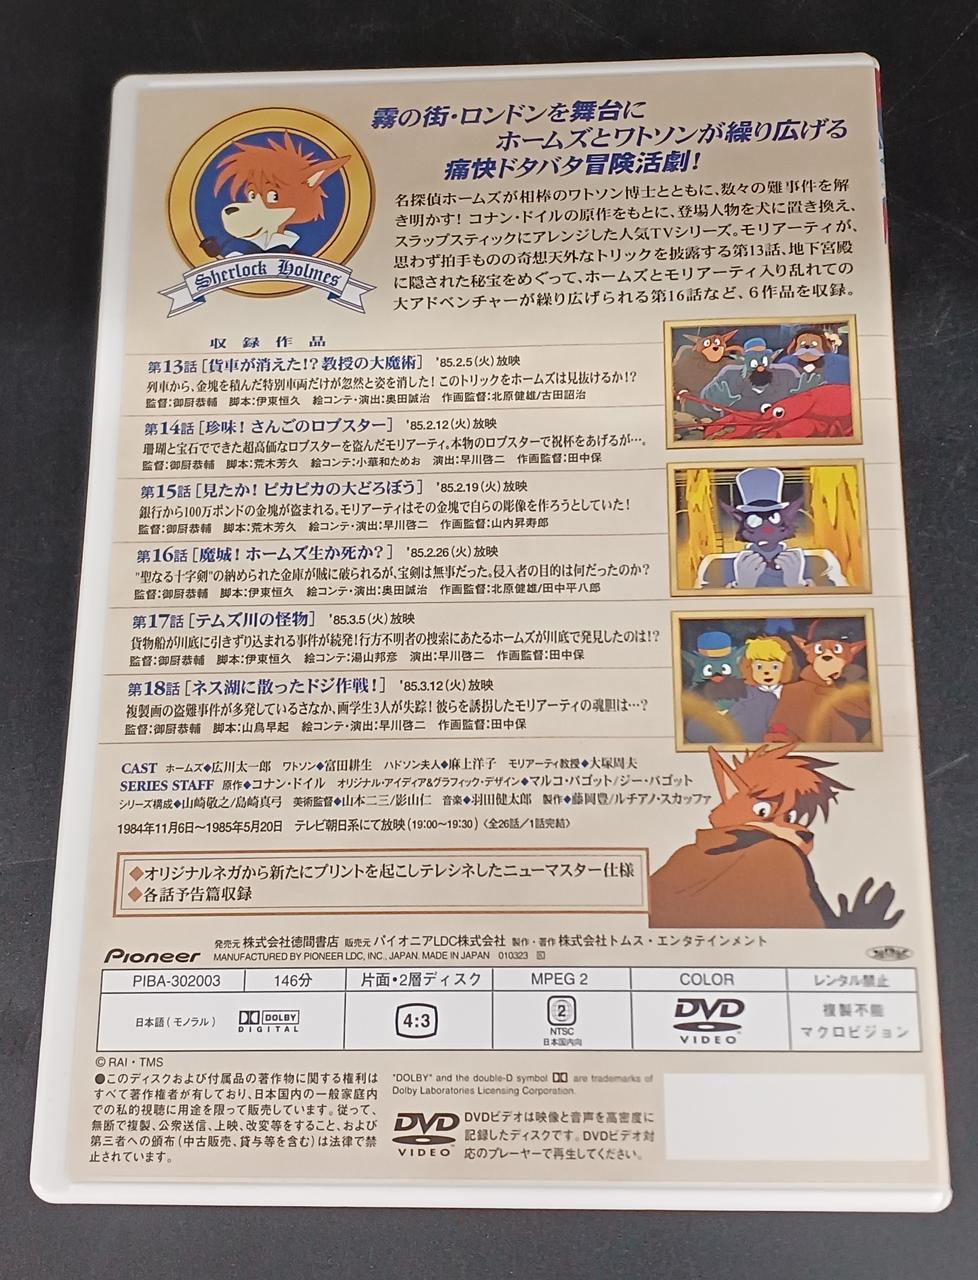 霧の街・ロンドンを舞台に
ホームズとワトソンが繰り広げる
痛快ドタバタ冒険活劇!
Sherlock Holmes
名探偵ホームズが相棒のワトソン博士とともに、数々の難事件を解
き明かす! コナン・ドイルの原作をもとに、登場人物を犬に置き換え、
スラップスティックにアレンジした人気TVシリーズ。モリアーティが、
思わず拍手ものの奇想天外なトリックを披露する第13話、地下宮殿
に隠された秘宝をめぐって、ホームズとモリアーティ入り乱れての
大アドベンチャーが繰り広げられる第16話など、6作品を収録。
収録作品
第13話[貨車が消えた!? 教授の大魔術] '85.2.5(火)放映
列車から、金塊を積んだ特別車両だけが忽然と姿を消した! このトリックをホームズは見抜けるか!?
監督:御厨恭輔 脚本:伊東恒久 絵コンテ・演出:奥田誠治 作画監督:北原健雄/古田詔治
第14話[珍味! さんごのロブスター] '85.2.12(火)放映
珊瑚と宝石でできた超高価なロブスターを盗んだモリアーティ。本物のロブスターで祝杯をあげるが…。
監督:御厨恭輔 脚本:荒木芳久 絵コンテ:小華和ためお 演出:早川啓二 作画監督:田中保
第15話[見たか! ピカピカの大どろぼう] '85.2.19(火)放映
銀行から100万ポンドの金塊が盗まれる。モリアーティはその金塊で自らの彫像を作ろうとしていた!
監督:御厨恭輔 脚本:荒木芳久 絵コンテ・演出:早川二二 作画監督:山内昇寿郎
第16話[魔城! ホームズ生か死か?] '85.2.26(火)放映
"聖なる十字剣"の納められた金庫が賊に破られるが、宝剣は無事だった。侵入者の目的は何だったのか?
監督:御厨恭輔 脚本:伊東恒久 絵コンテ・演出:奥田誠治 作画監督:北原健雄/田中平八郎
第17話[テムズ川の怪物] '85.3.5(火)放映
貨物船が川底に引きずり込まれる事件が続発! 行方不明者の捜索にあたるホームズが川底で発見したのは!?
監督:御厨恭輔 脚本:伊東恒久 絵コンテ:湯山邦彦 演出:早川啓二 作画監督:田中保
第18話[ネス湖に散ったドジ作戦!] '85.3.12(火)放映
複製画の盗難事件が多発しているさなか、画学生3人が失踪! 彼らを誘拐したモリアーティの魂胆は…?
監督:御厨恭輔 脚本:山鳥早起 絵コンテ・演出:早川啓二 作画監督:田中保
CAST ホームズ◆広川太一郎 ワトソン◆富田耕生 ハドソン夫人◆麻上洋子 モリアーティ教授◆大塚周夫
SERIES STAFF 原作◆コナン・ドイル オリジナル・アイディア&グラフィック・デザイン◆マルコ・パゴット/ジー・パゴット
シリーズ構成◆山崎敬之/島崎真弓 美術監督◆山本二三/影山仁 音楽◆羽田健太郎 製作◆藤岡豊/ルチアノ・スカッファ
1984年11月6日〜1985年5月20日 テレビ朝日系にて放映(19:00〜19:30)〈全26話/1話完結〉
◆オリジナルネガから新たにプリントを起こしテレシネしたニューマスター仕様
◆各話予告篇収録
Pioneer
発売元 株式会社徳間書店 販売元 パイオニアLDC株式会社 製作・著作 株式会社トムス・エンタテインメント
MANUFACTURED BY PIONEER LDC, INC., JAPAN. MADE IN JAPAN 010323
PIBA-302003 146分 片面・2層ディスク MPEG 2 COLOR レンタル禁止
日本語(モノラル) DOLBY DIGITAL 4:3 2 NTSC 日本国内向 DVD VIDEO 複製不能 マクロビジョン
© RAI・TMS
●このディスクおよび付属品の著作物に関する権利は
すべて著作権者が有しており、日本国内の一般家庭内
での私的視聴に用途を限って販売しています。従って、
無断で複製、公衆送信、上映、改変等をすること、および
第三者への頒布(中古販売、貸与等を含む)は法律で禁
止されています。
"DOLBY" and the double-D symbol are trademarks of
Dolby Laboratories Licensing Corporation.
DVD VIDEO
DVDビデオは映像と音声を高密度に
記録したディスクです。DVDビデオ対
応のプレーヤーで再生してください。